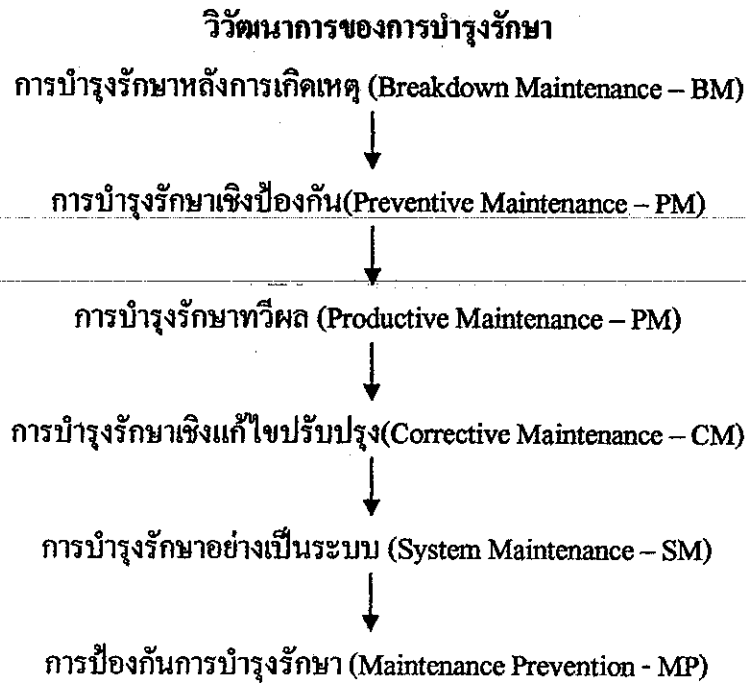 วิวัฒนาการของการบำรุงรักษา
การบำรุงรักษาหลังการเกิดเหตุ (Breakdown Maintenance – BM)
การบำรุงรักษาเชิงป้องกัน(Preventive Maintenance – PM)
การบำรุงรักษาทวีผล (Productive Maintenance – PM)
การบำรุงรักษาเชิงแก้ไขปรับปรุง(Corrective Maintenance – CM)
การบำรุงรักษาอย่างเป็นระบบ (System Maintenance – SM)
การป้องกันการบำรุงรักษา (Maintenance Prevention - MP)